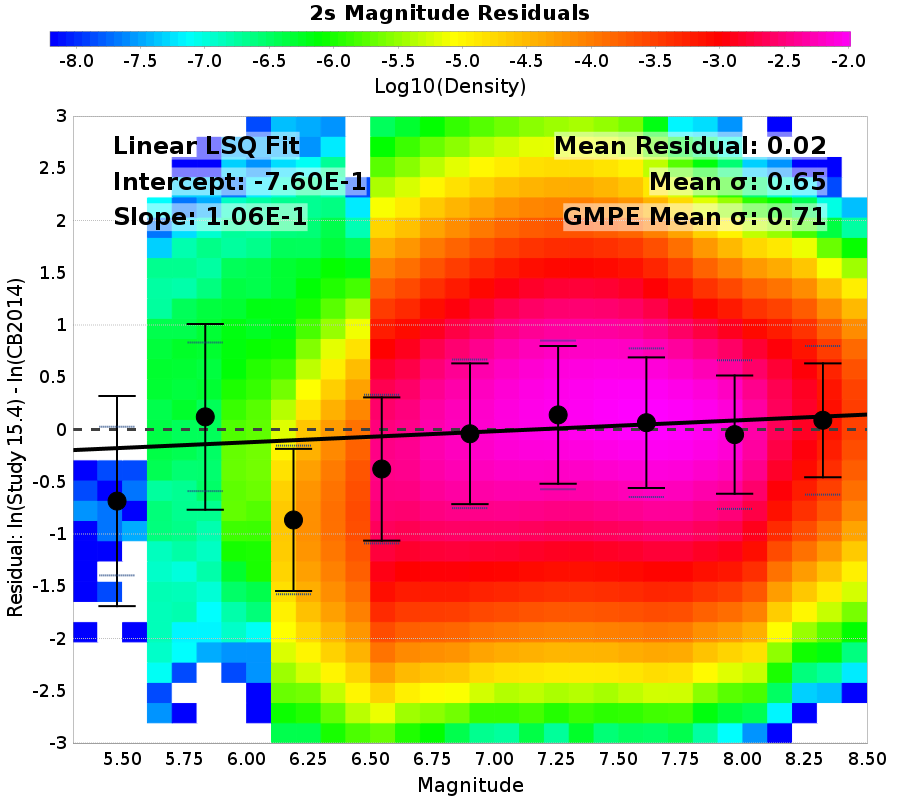 2s Magnitude Residuals
-8.0 -7.5 -7.0 -6.5 -6.0 -5.5 -5.0 -4.5 -4.0 -3.5 -3.0 -2.5 -2.0
Log10(Density)
Linear LSQ Fit
Intercept: -7.60E-1
Slope: 1.06E-1
Mean Residual: 0.02
Mean σ: 0.65
GMPE Mean σ: 0.71
Residual: ln(Study 15.4) - ln(CB2014)
3
2.5
2
1.5
1
0.5
0
-0.5
-1
-1.5
-2
-2.5
-3
5.50 5.75 6.00 6.25 6.50 6.75 7.00 7.25 7.50 7.75 8.00 8.25 8.50
Magnitude